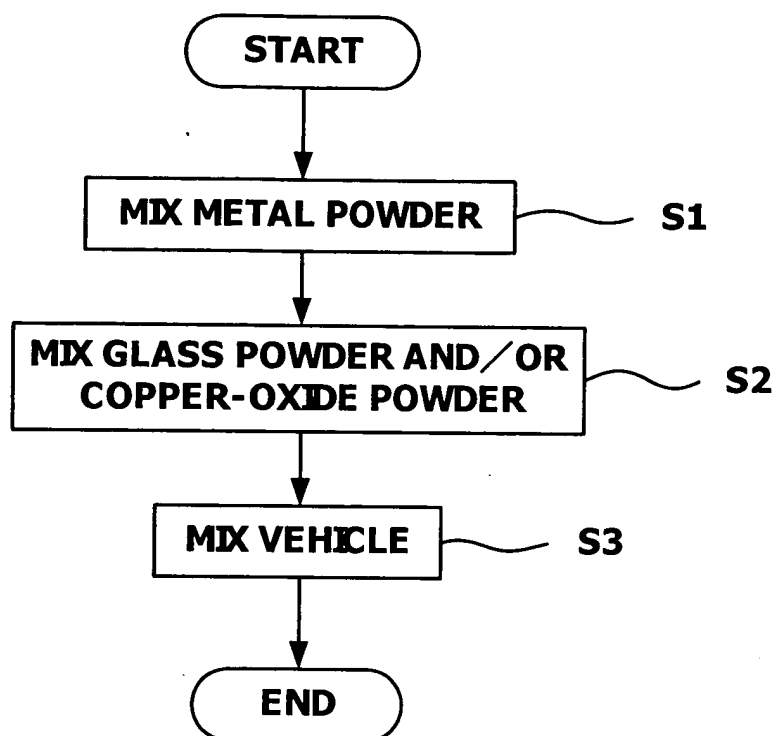 START
MIX METAL POWDER
S1
MIX GLASS POWDER AND/OR
COPPER-OXIDE POWDER
S2
MIX VEHICLE
S3
END